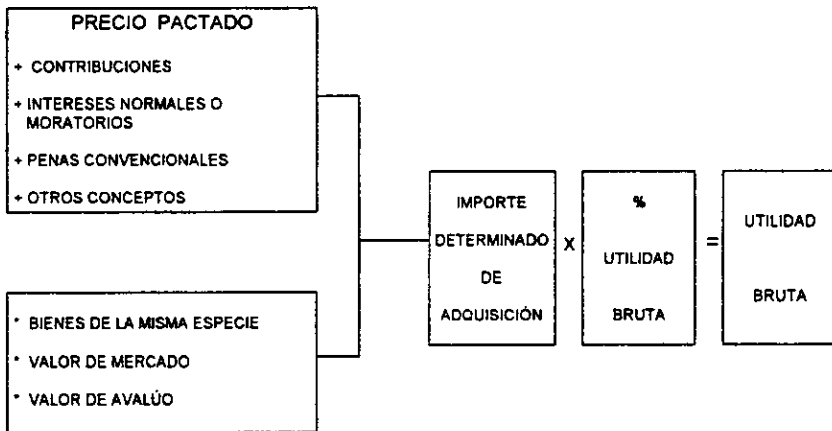 PRECIO PACTADO
+ CONTRIBUCIONES
+ INTERESES NORMALES O
MORATORIOS
+ PENAS CONVENCIONALES
+ OTROS CONCEPTOS
* BIENES DE LA MISMA ESPECIE
* VALOR DE MERCADO
* VALOR DE AVALÚO
IMPORTE
DETERMINADO
DE
ADQUISICIÓN
X
%
UTILIDAD
BRUTA
=
UTILIDAD
BRUTA